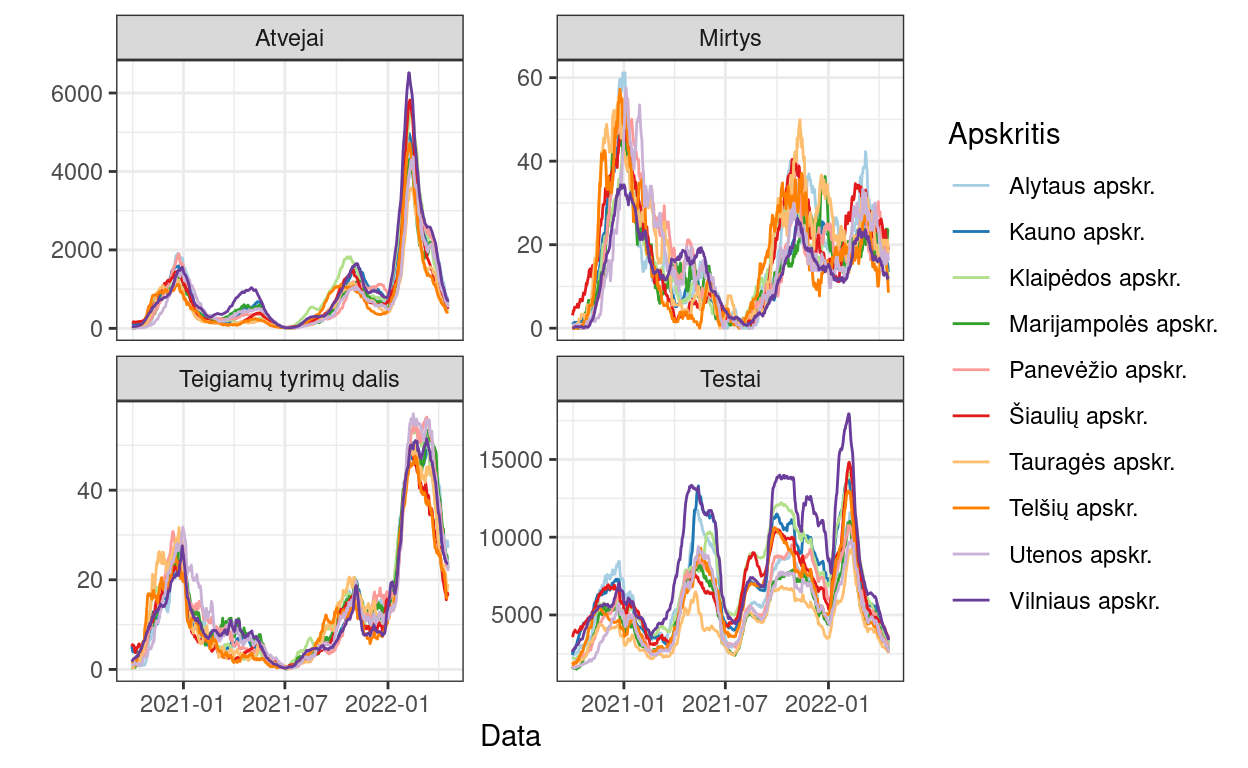 Atvejai
Mirtys
6000
4000
2000
0
60
40
20
0
Teigiamų tyrimų dalis
Testai
40
20
0
15000
10000
5000
2021-01 2021-07 2022-01
2021-01 2021-07 2022-01
Data
Apskritis
Alytaus apskr.
Kauno apskr.
Klaipėdos apskr.
Marijampolės apskr.
Panevėžio apskr.
Šiaulių apskr.
Tauragės apskr.
Telšių apskr.
Utenos apskr.
Vilniaus apskr.